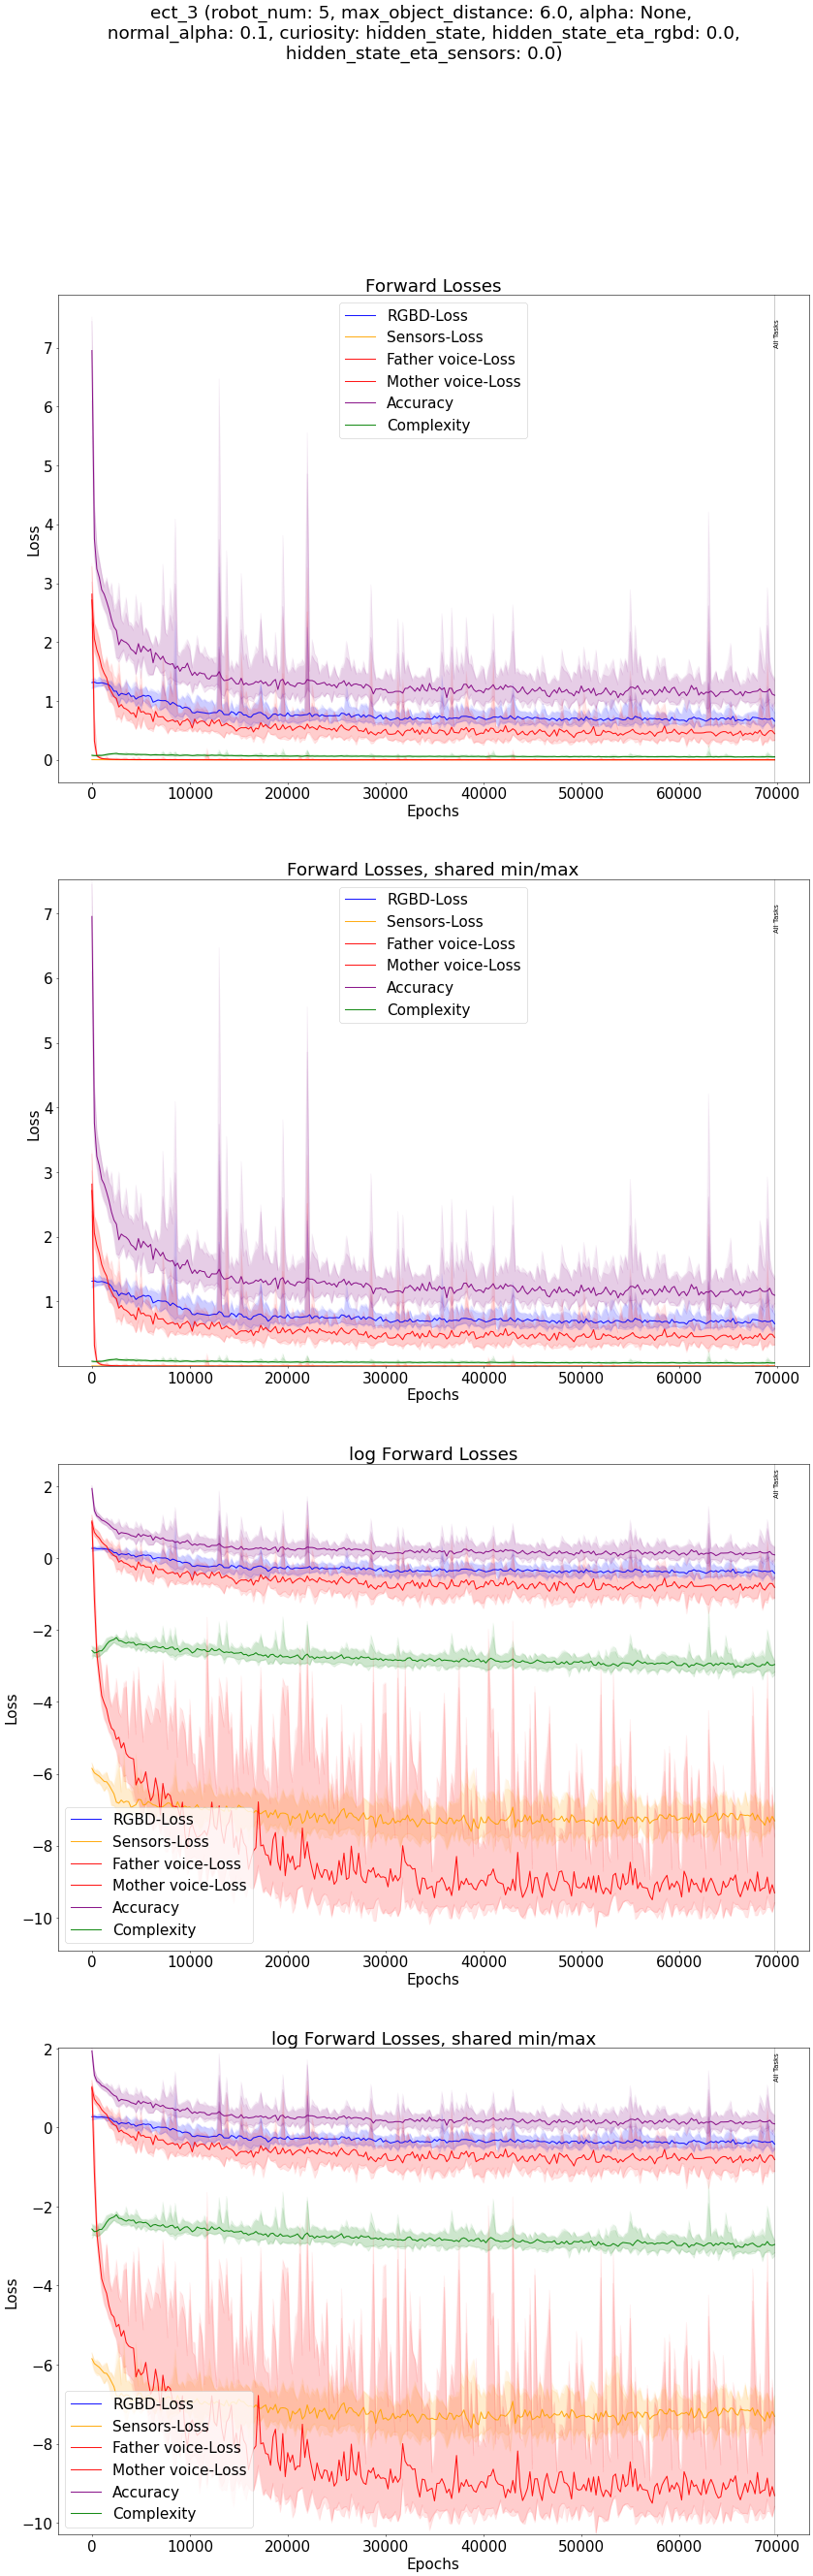 ect_3 (robot_num: 5, max_object_distance: 6.0, alpha: None,
normal_alpha: 0.1, curiosity: hidden_state, hidden_state_eta_rgbd: 0.0,
hidden_state_eta_sensors: 0.0)
Forward Losses
RGBD-Loss
Sensors-Loss
Father voice-Loss
Mother voice-Loss
Accuracy
Complexity
All Tasks
7
6
5
4
3
2
1
0
Loss
0 10000 20000 30000 40000 50000 60000 70000
Epochs
Forward Losses, shared min/max
RGBD-Loss
Sensors-Loss
Father voice-Loss
Mother voice-Loss
Accuracy
Complexity
All Tasks
7
6
5
4
3
2
1
Loss
0 10000 20000 30000 40000 50000 60000 70000
Epochs
log Forward Losses
All Tasks
2
0
−2
−4
−6
−8
−10
Loss
RGBD-Loss
Sensors-Loss
Father voice-Loss
Mother voice-Loss
Accuracy
Complexity
0 10000 20000 30000 40000 50000 60000 70000
Epochs
log Forward Losses, shared min/max
All Tasks
2
0
−2
−4
−6
−8
−10
Loss
RGBD-Loss
Sensors-Loss
Father voice-Loss
Mother voice-Loss
Accuracy
Complexity
0 10000 20000 30000 40000 50000 60000 70000
Epochs